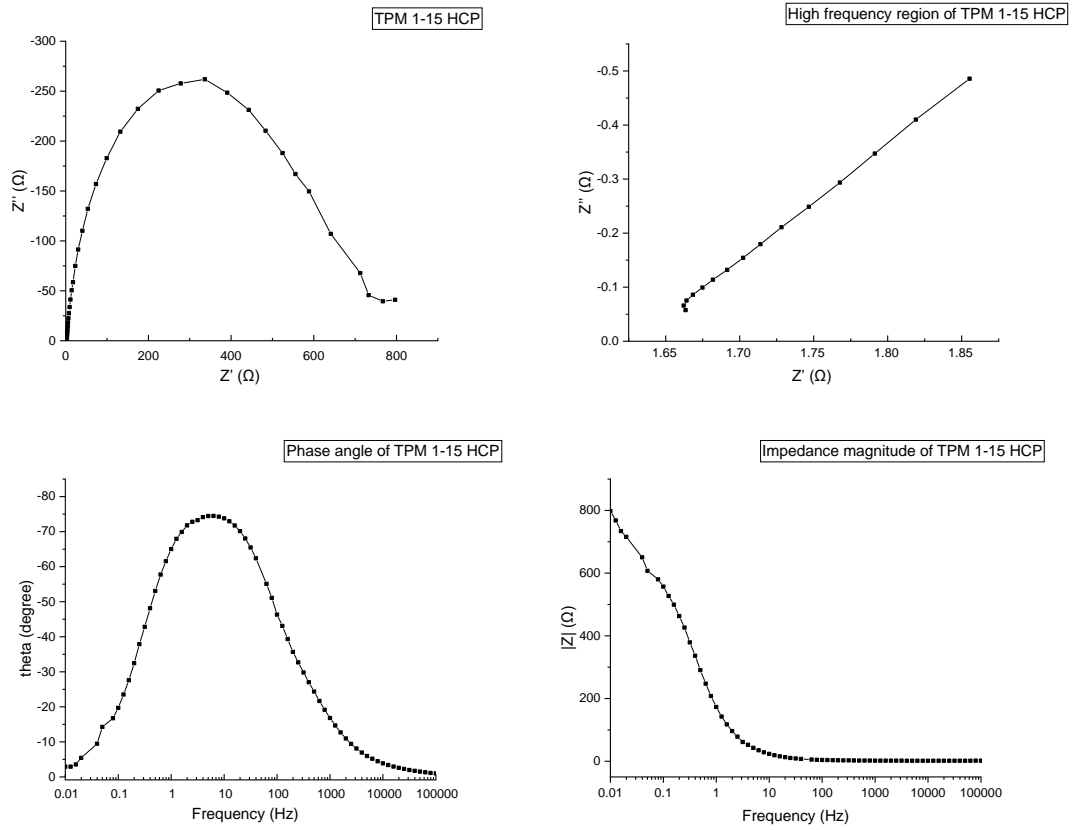 TPM 1-15 HCP
-300
-250
-200
-150
-100
-50
0
Z'' (Ω)
0 200 400 600 800
Z' (Ω)
High frequency region of TPM 1-15 HCP
-0.5
-0.4
-0.3
-0.2
-0.1
0.0
Z'' (Ω)
1.65 1.70 1.75 1.80 1.85
Z' (Ω)
Phase angle of TPM 1-15 HCP
-80
-70
-60
-50
-40
-30
-20
-10
0
theta (degree)
0.01 0.1 1 10 100 1000 10000 100000
Frequency (Hz)
Impedance magnitude of TPM 1-15 HCP
800
600
400
200
0
|Z| (Ω)
0.01 0.1 1 10 100 1000 10000 100000
Frequency (Hz)